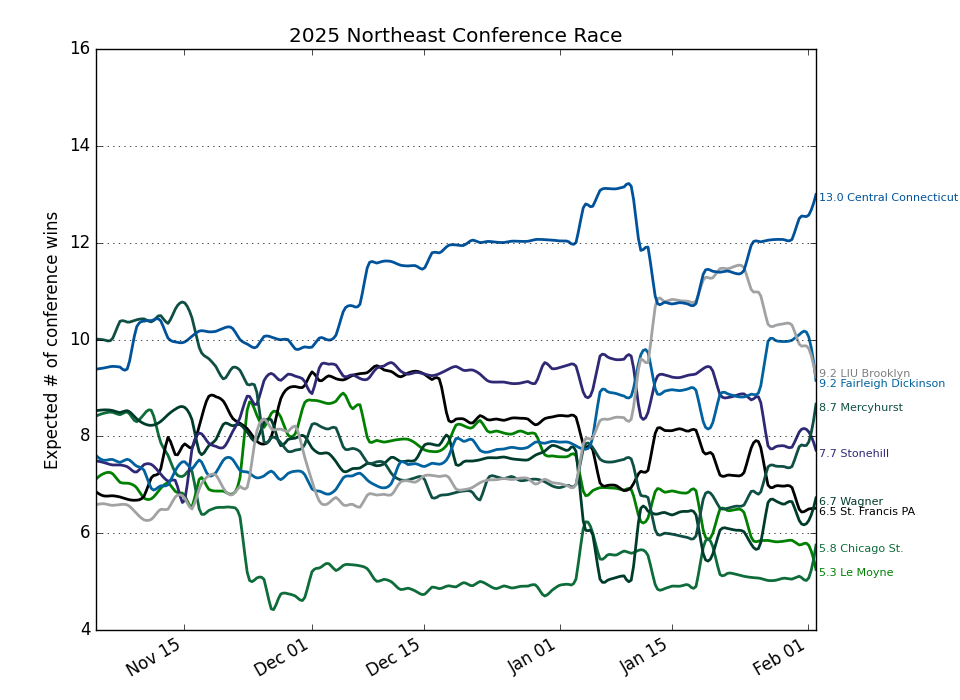 2025 Northeast Conference Race
Expected # of conference wins
16
14
12
10
8
6
4
13.0 Central Connecticut
9.2 LIU Brooklyn
9.2 Fairleigh Dickinson
8.7 Mercyhurst
7.7 Stonehill
6.7 Wagner
6.5 St. Francis PA
5.8 Chicago St.
5.3 Le Moyne
Nov 15
Dec 01
Dec 15
Jan 01
Jan 15
Feb 01